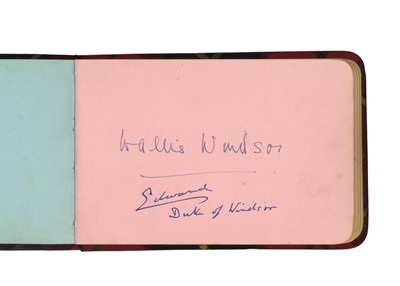 Wallis Windsor
Edward
Duke of Windsor